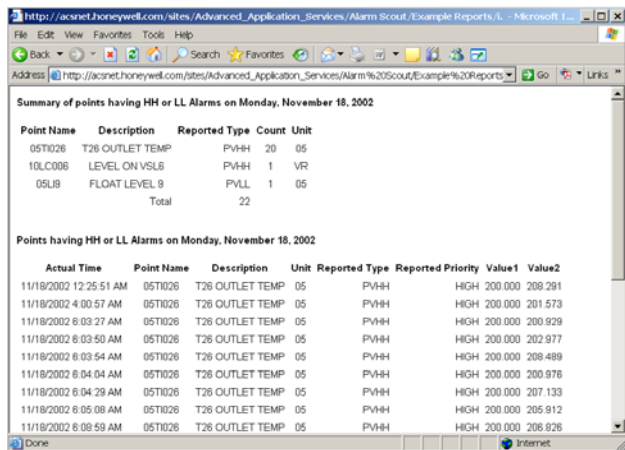 http://acsnet.honeywell.com/sites/Advanced_Application_Services/Alarm Scout/Example Reports/i. - Microsoft I...
File Edit View Favorites Tools Help
Back Search Favorites
Address http://acsnet.honeywell.com/sites/Advanced_Application_Services/Alarm%20Scout/Example%20Reports Go Links »
Summary of points having HH or LL Alarms on Monday, November 18, 2002
Point Name Description Reported Type Count Unit
05TI026 T26 OUTLET TEMP PVHH 20 05
10LC006 LEVEL ON VSL6 PVHH 1 VR
05LI9 FLOAT LEVEL 9 PVLL 1 05
Total 22
Points having HH or LL Alarms on Monday, November 18, 2002
Actual Time Point Name Description Unit Reported Type Reported Priority Value1 Value2
11/18/2002 12:25:51 AM 05TI026 T26 OUTLET TEMP 05 PVHH HIGH 200.000 208.291
11/18/2002 4:00:57 AM 05TI026 T26 OUTLET TEMP 05 PVHH HIGH 200.000 201.573
11/18/2002 6:03:27 AM 05TI026 T26 OUTLET TEMP 05 PVHH HIGH 200.000 200.929
11/18/2002 6:03:50 AM 05TI026 T26 OUTLET TEMP 05 PVHH HIGH 200.000 202.977
11/18/2002 6:03:54 AM 05TI026 T26 OUTLET TEMP 05 PVHH HIGH 200.000 208.489
11/18/2002 6:04:04 AM 05TI026 T26 OUTLET TEMP 05 PVHH HIGH 200.000 200.976
11/18/2002 6:04:29 AM 05TI026 T26 OUTLET TEMP 05 PVHH HIGH 200.000 207.133
11/18/2002 6:05:08 AM 05TI026 T26 OUTLET TEMP 05 PVHH HIGH 200.000 205.912
11/18/2002 6:08:59 AM 05TI026 T26 OUTLET TEMP 05 PVHH HIGH 200.000 206.826
Done Internet